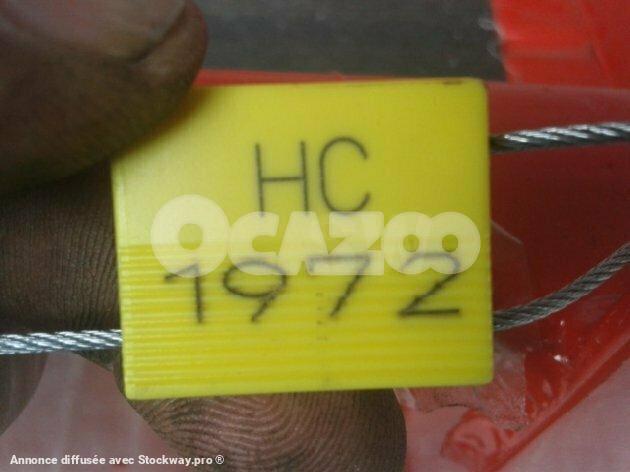 HC
OCAZOO
1972
Annonce diffusée avec Stockway.pro ®